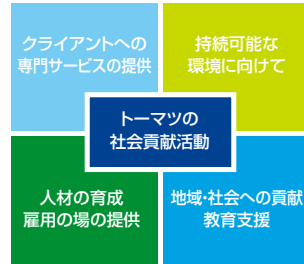 クライアントへの
専門サービスの提供
持続可能な
環境に向けて
トーマツの
社会貢献活動
人材の育成
雇用の場の提供
地域・社会への貢献
教育支援